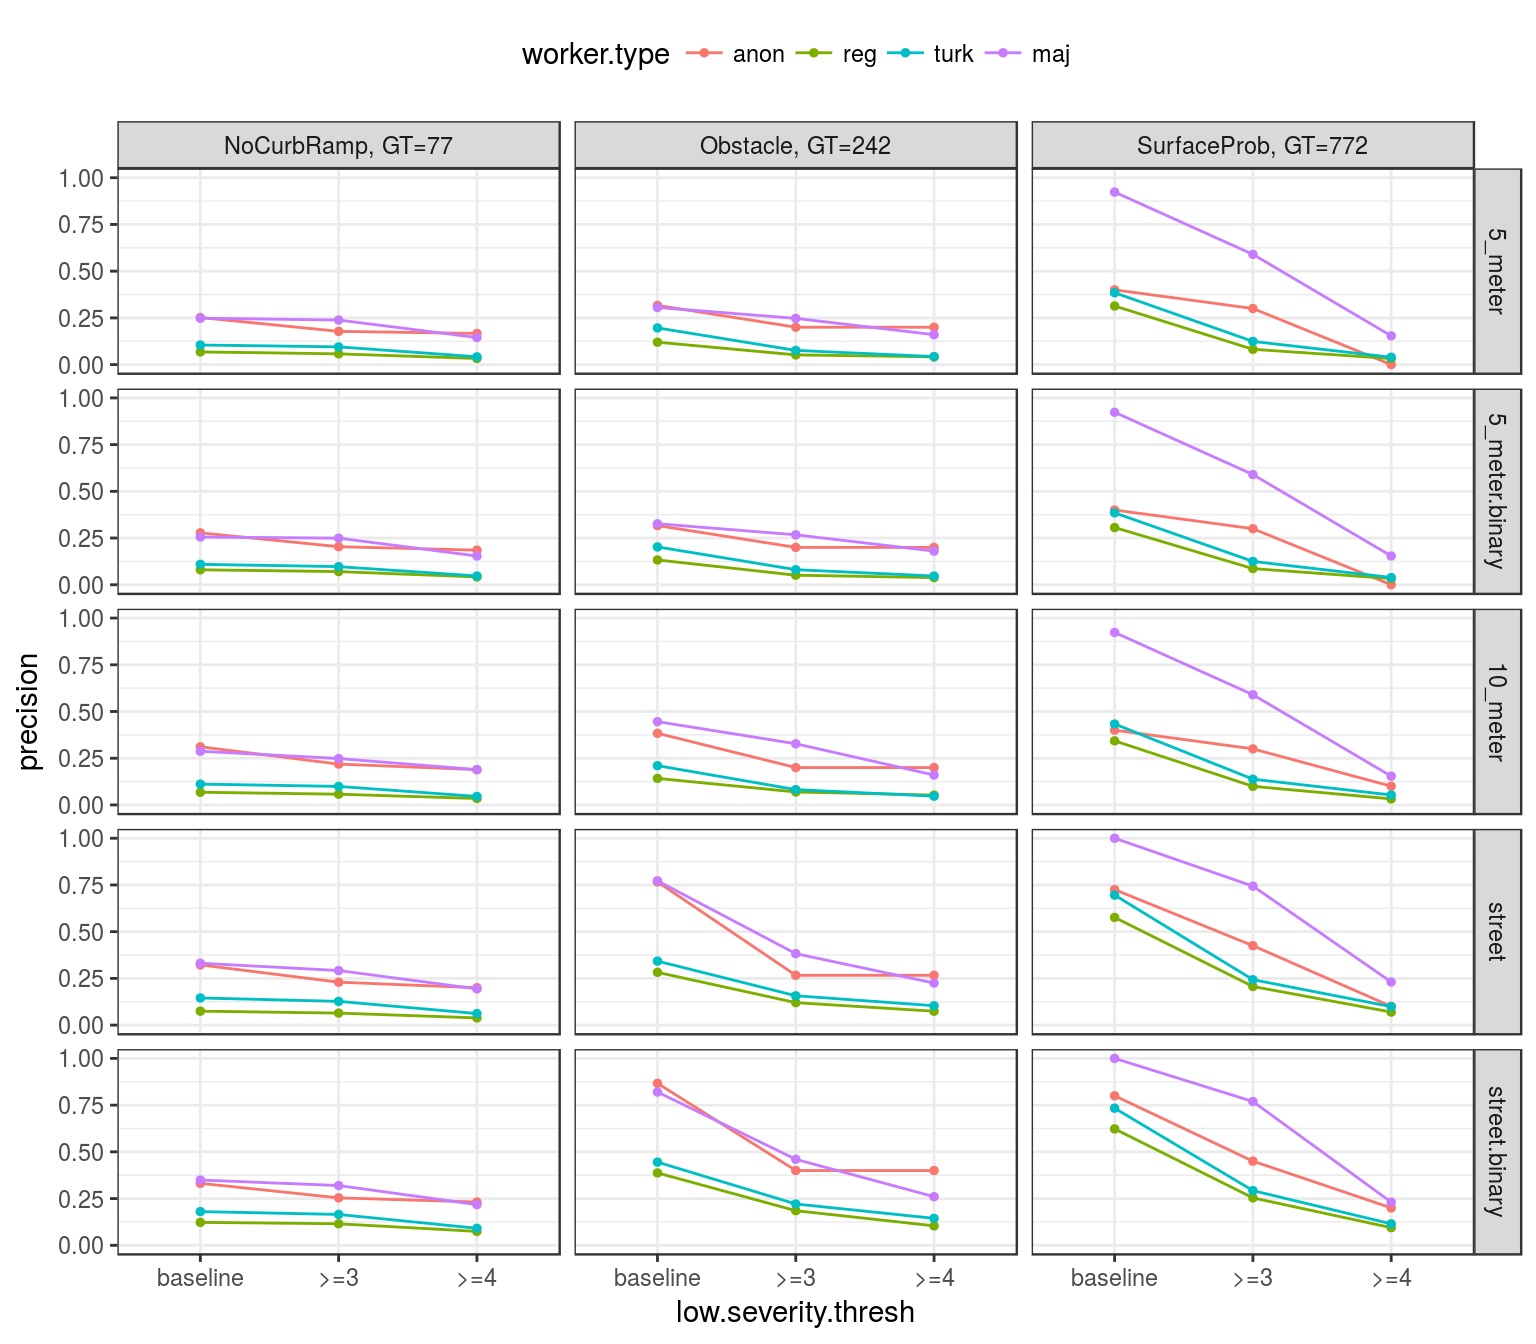 worker.type anon reg turk maj
NoCurbRamp, GT=77 Obstacle, GT=242 SurfaceProb, GT=772
1.00
0.75
0.50
0.25
0.00
5_meter
1.00
0.75
0.50
0.25
0.00
5_meter.binary
precision
1.00
0.75
0.50
0.25
0.00
10_meter
1.00
0.75
0.50
0.25
0.00
street
1.00
0.75
0.50
0.25
0.00
street.binary
baseline >=3 >=4 baseline >=3 >=4 baseline >=3 >=4
low.severity.thresh